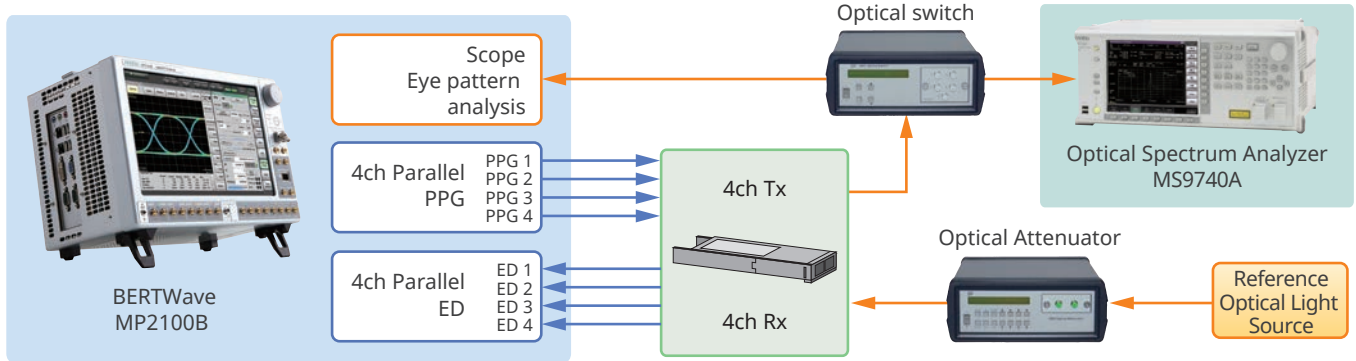 Optical switch
Scope
Eye pattern
analysis
4ch Parallel
PPG
PPG 1
PPG 2
PPG 3
PPG 4
4ch Parallel
ED
ED 1
ED 2
ED 3
ED 4
BERTWave
MP2100B
4ch Tx
4ch Rx
Optical Spectrum Analyzer
MS9740A
Optical Attenuator
Reference
Optical Light
Source